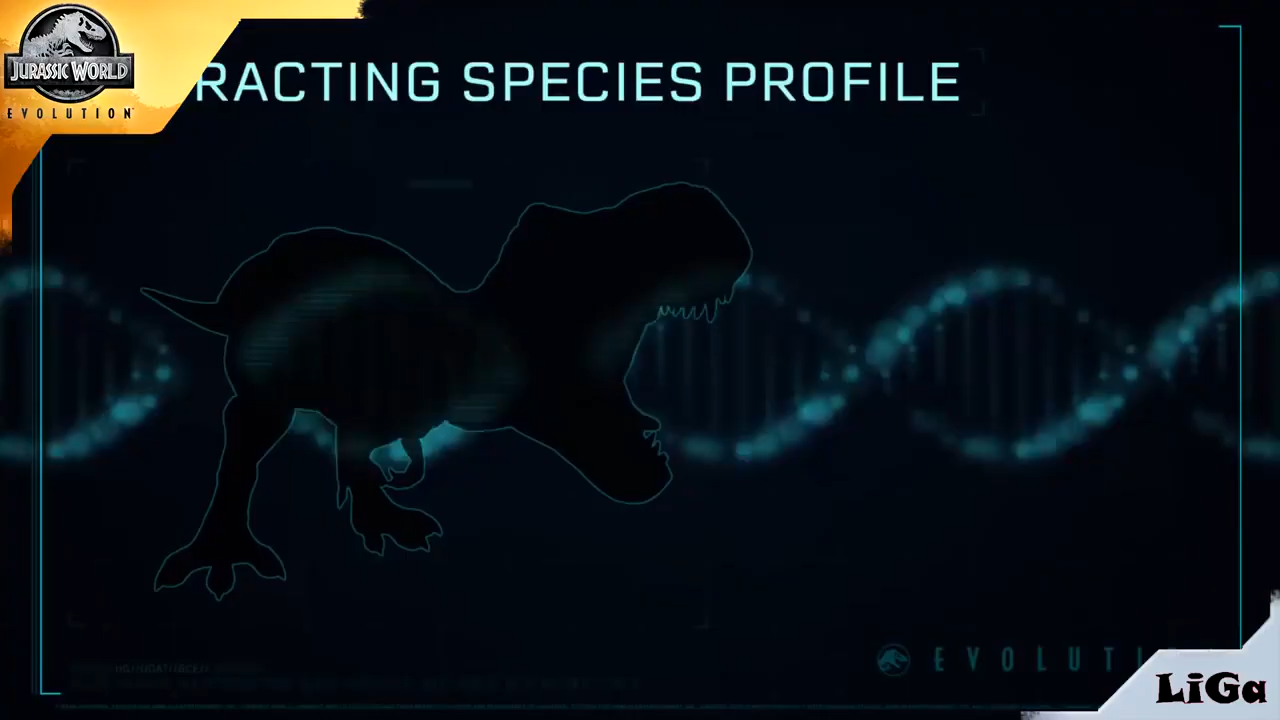 JURASSIC WORLD
EVOLUTION
RACTING SPECIES PROFILE
EVOLUTI
LiGa